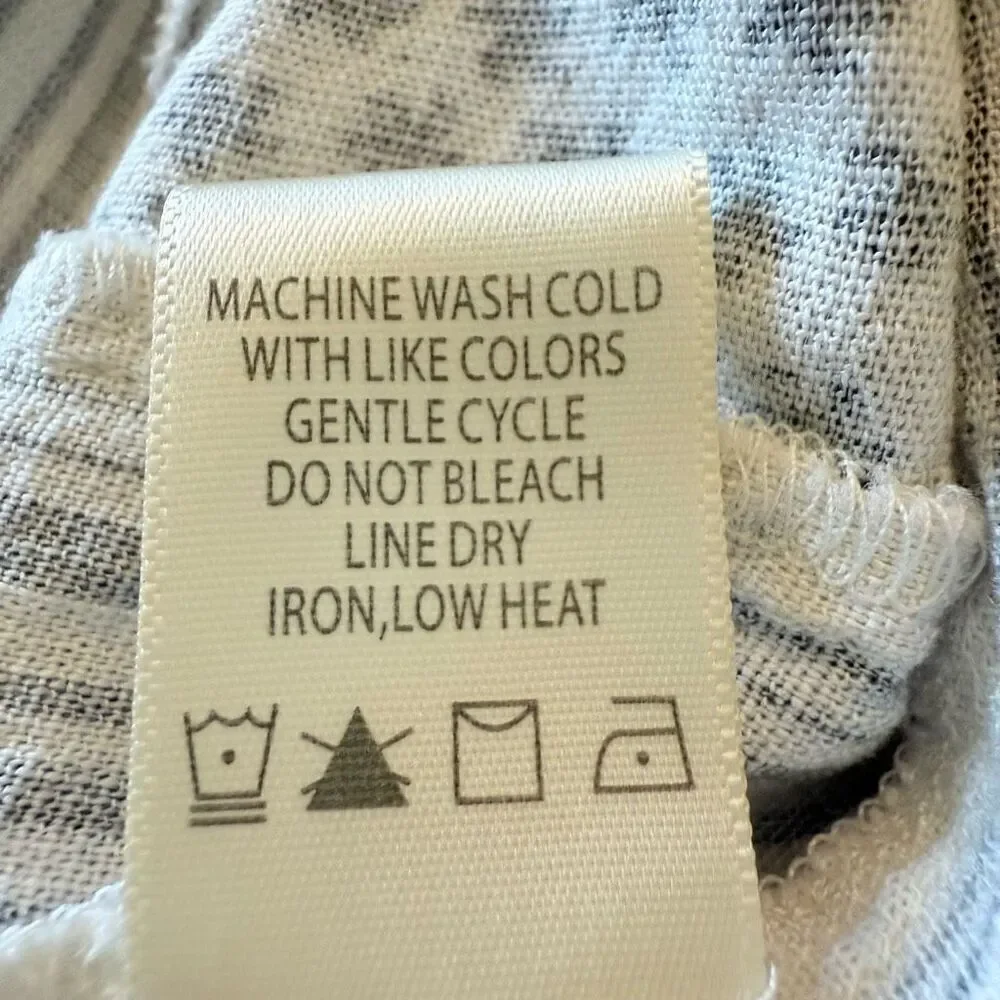 MACHINE WASH COLD
WITH LIKE COLORS
GENTLE CYCLE
DO NOT BLEACH
LINE DRY
IRON,LOW HEAT